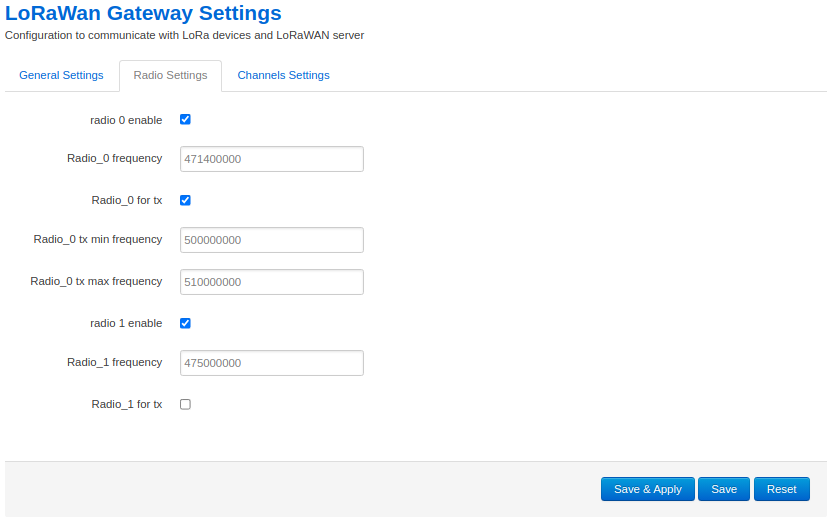 LoRaWan Gateway Settings
Configuration to communicate with LoRa devices and LoRaWAN server
General Settings Radio Settings Channels Settings
radio 0 enable
Radio_0 frequency 471400000
Radio_0 for tx
Radio_0 tx min frequency 500000000
Radio_0 tx max frequency 510000000
radio 1 enable
Radio_1 frequency 475000000
Radio_1 for tx
Save & Apply Save Reset